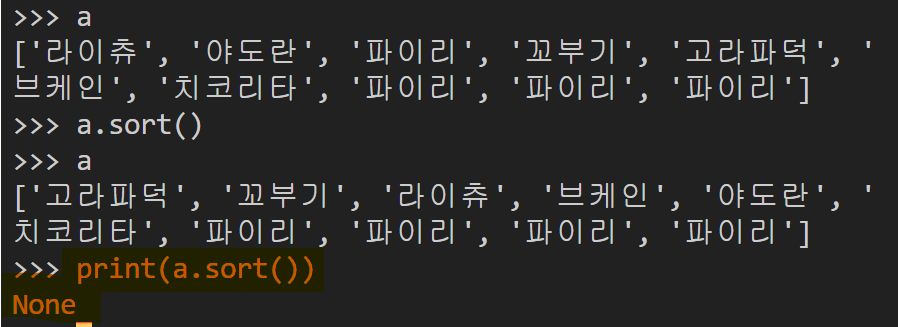 >>> a
['라이츄', '야도란', '파이리', '꼬부기', '고라파덕', '
브케인', '치코리타', '파이리', '파이리', '파이리']
>>> a.sort()
>>> a
['고라파덕', '꼬부기', '라이츄', '브케인', '야도란', '
치코리타', '파이리', '파이리', '파이리', '파이리']
>>> print(a.sort())
None